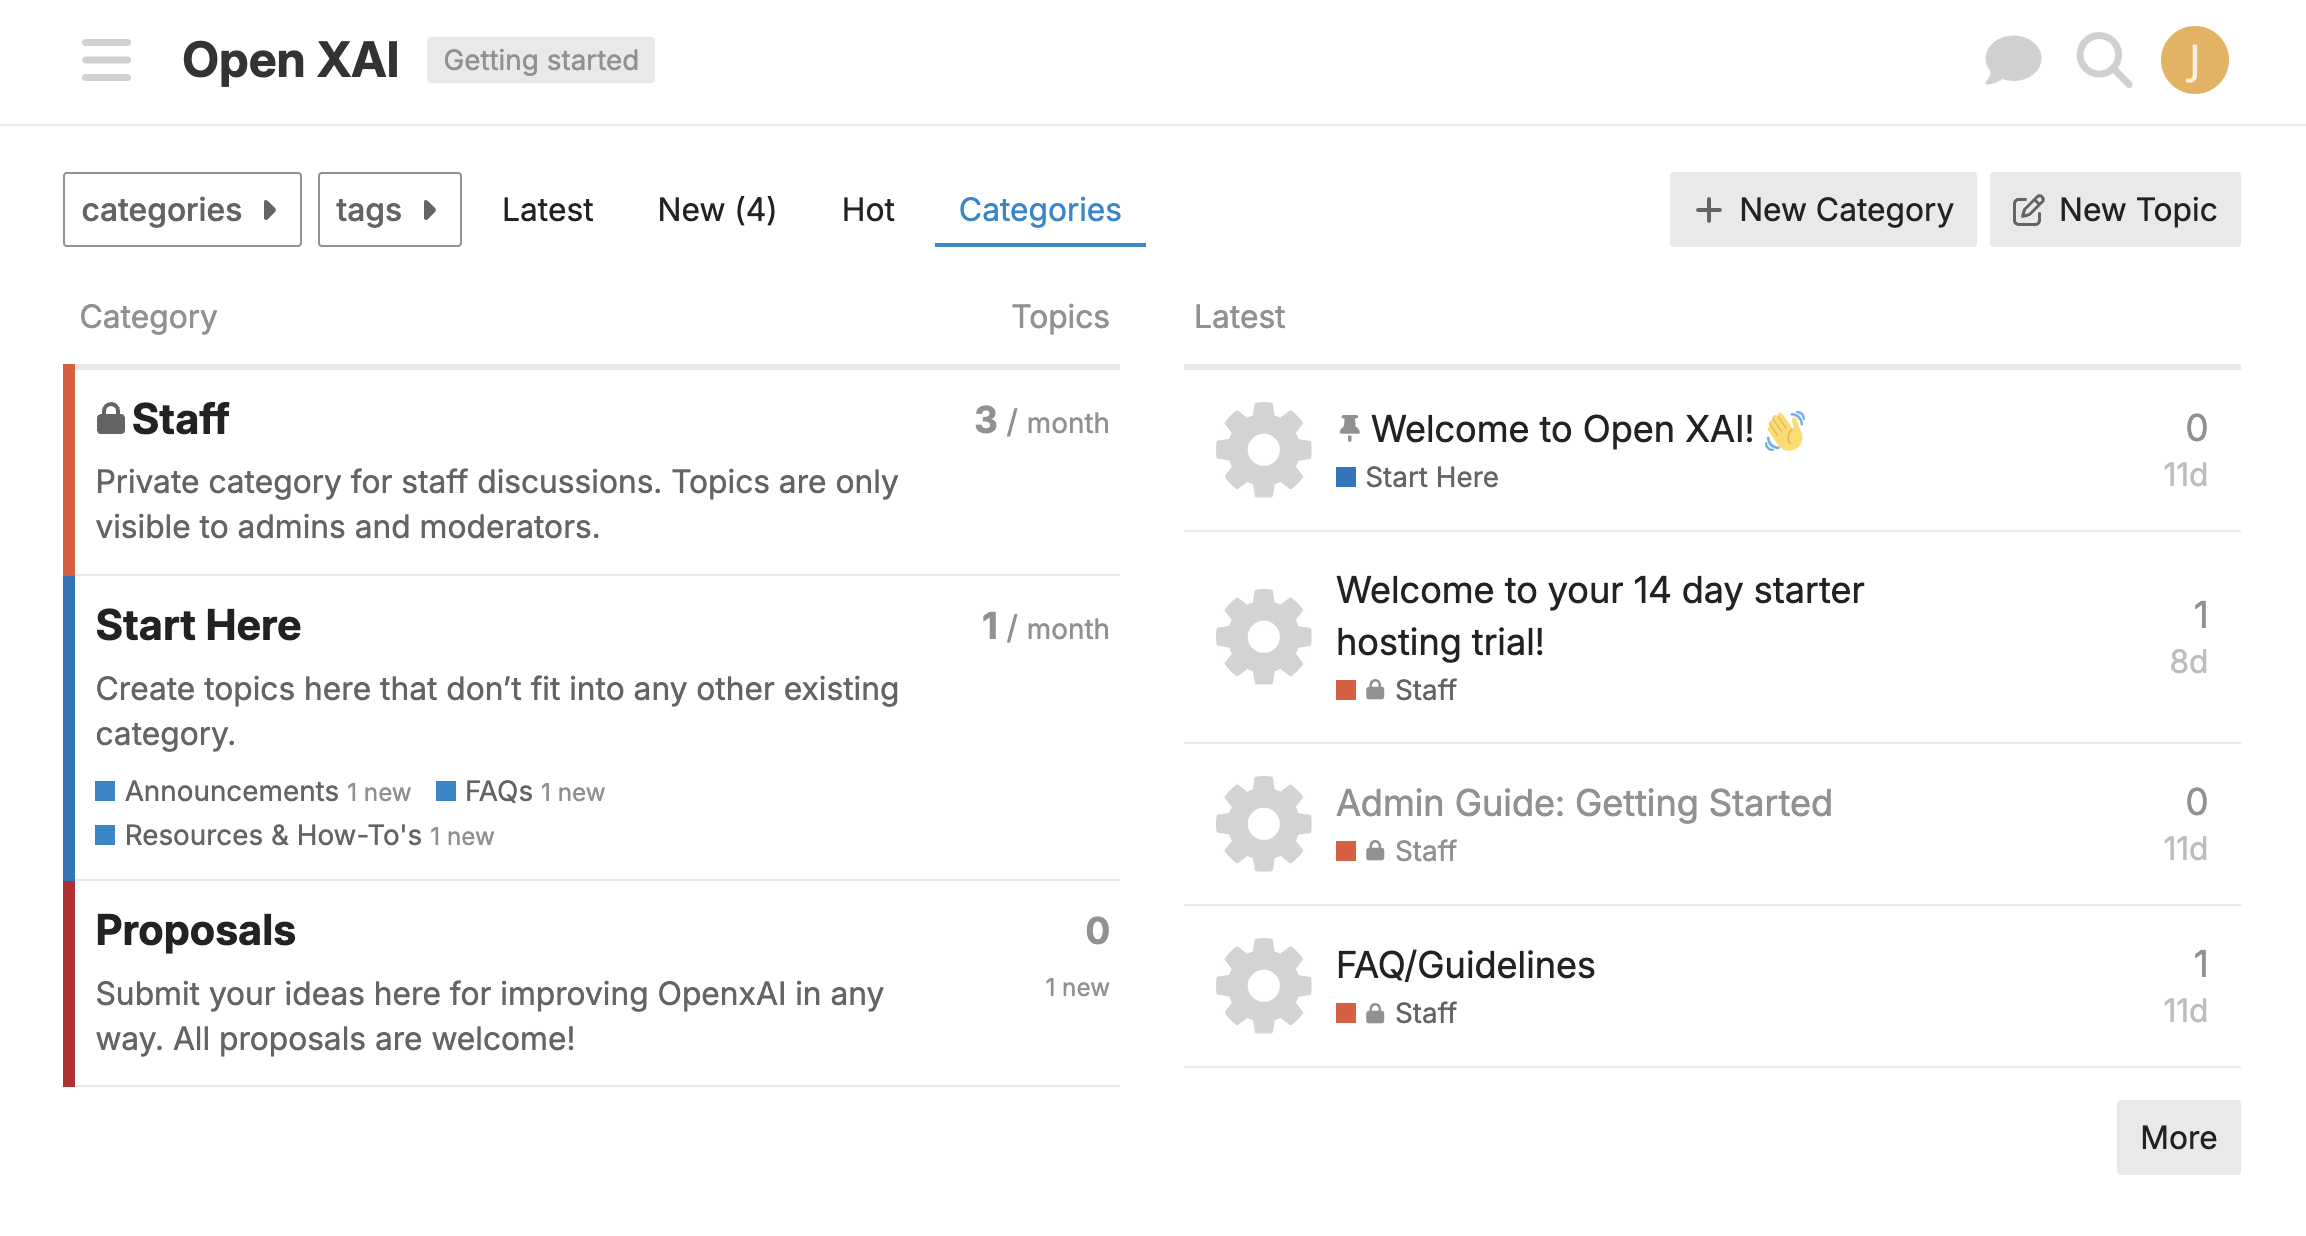 Open XAI Getting started
J
categories tags Latest New (4) Hot Categories + New Category New Topic
Category Topics
Staff 3 / month
Private category for staff discussions. Topics are only
visible to admins and moderators.
Start Here 1 / month
Create topics here that don’t fit into any other existing
category.
Announcements 1 new FAQs 1 new
Resources & How-To's 1 new
Proposals 0
Submit your ideas here for improving OpenxAI in any 1 new
way. All proposals are welcome!
Latest
Welcome to Open XAI! 👋 0
Start Here 11d
Welcome to your 14 day starter 1
hosting trial! 8d
Staff
Admin Guide: Getting Started 0
Staff 11d
FAQ/Guidelines 1
Staff 11d
More